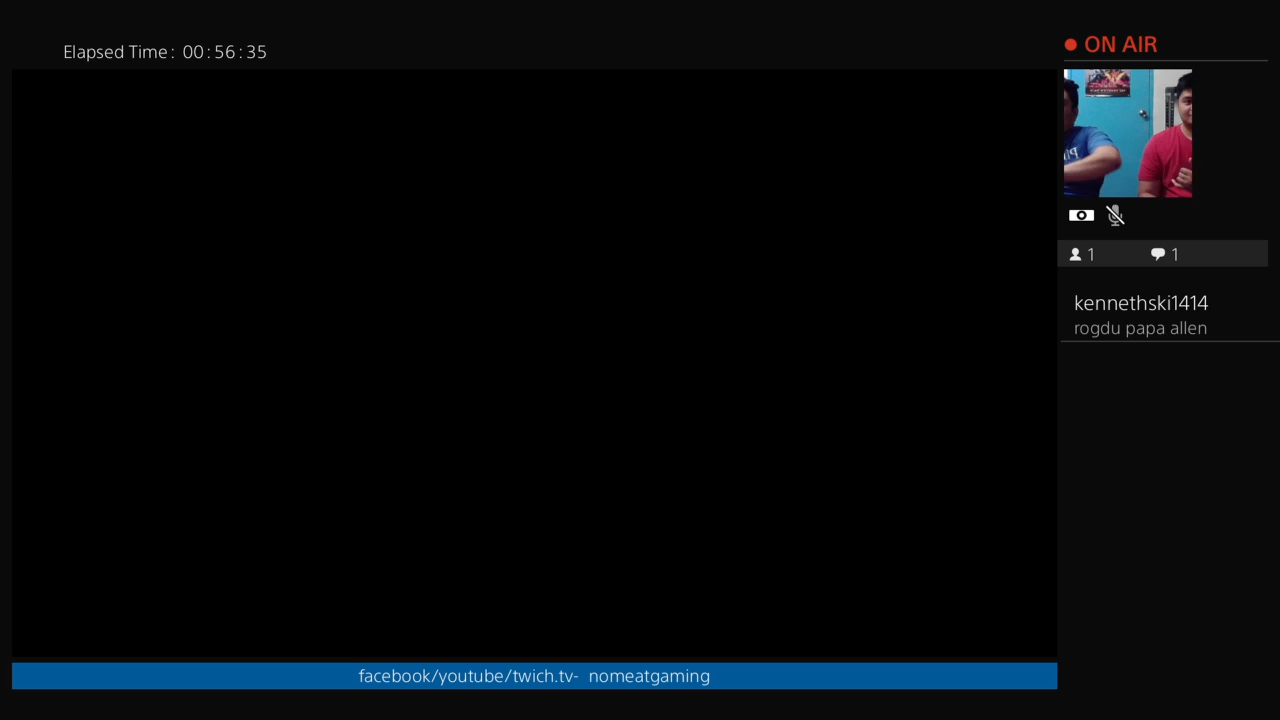 Elapsed Time: 00:56:35
ON AIR
1 1
kennethski1414
rogdu papa allen
facebook/youtube/twich.tv- nomeatgaming